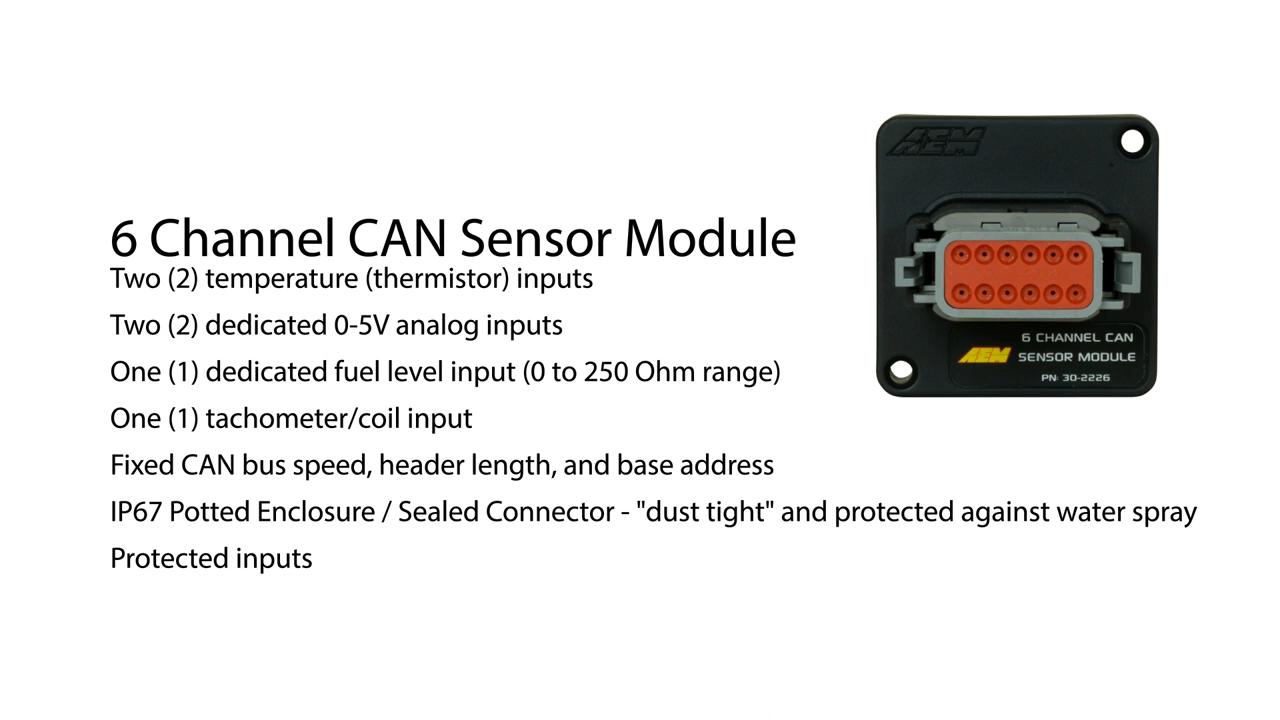 6 Channel CAN Sensor Module
Two (2) temperature (thermistor) inputs
Two (2) dedicated 0-5V analog inputs
One (1) dedicated fuel level input (0 to 250 Ohm range)
One (1) tachometer/coil input
Fixed CAN bus speed, header length, and base address
IP67 Potted Enclosure / Sealed Connector - "dust tight" and protected against water spray
Protected inputs
AEM
6 CHANNEL CAN
AEM SENSOR MODULE
PN: 30-2226